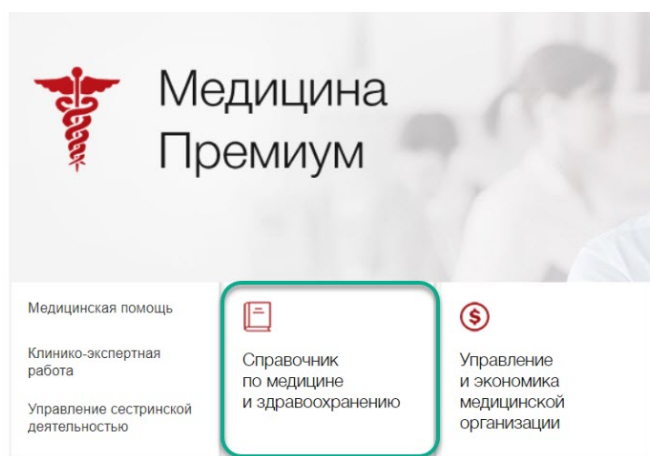 Медицина
Премиум
Медицинская помощь
Клинико-экспертная
работа
Управление сестринской
деятельностью
Справочник
по медицине
и здравоохранению
Управление
и экономика
медицинской
организации